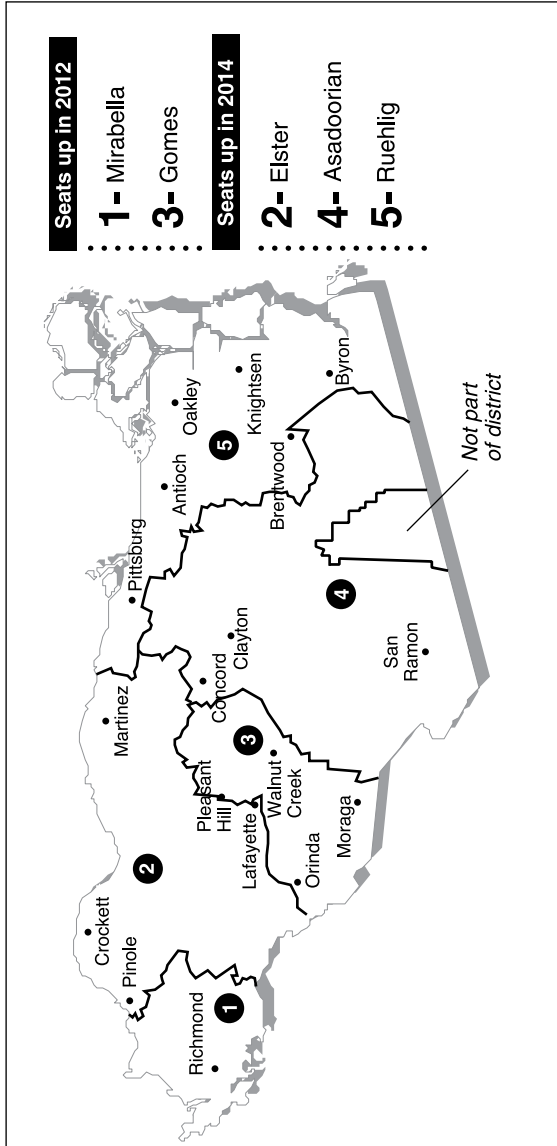 Seats up in 2012
1- Mirabella
3- Gomes
Seats up in 2014
2- Elster
4- Asadoorian
5- Ruehlig
Crockett
Pinole
Richmond
1
2
Martinez
Pleasant
Hill
Lafayette
Walnut
Creek
3
Orinda
Moraga
Concord
Clayton
Pittsburg
4
San
Ramon
Antioch
Oakley
5
Knightsen
Brentwood
Byron
Not part
of district